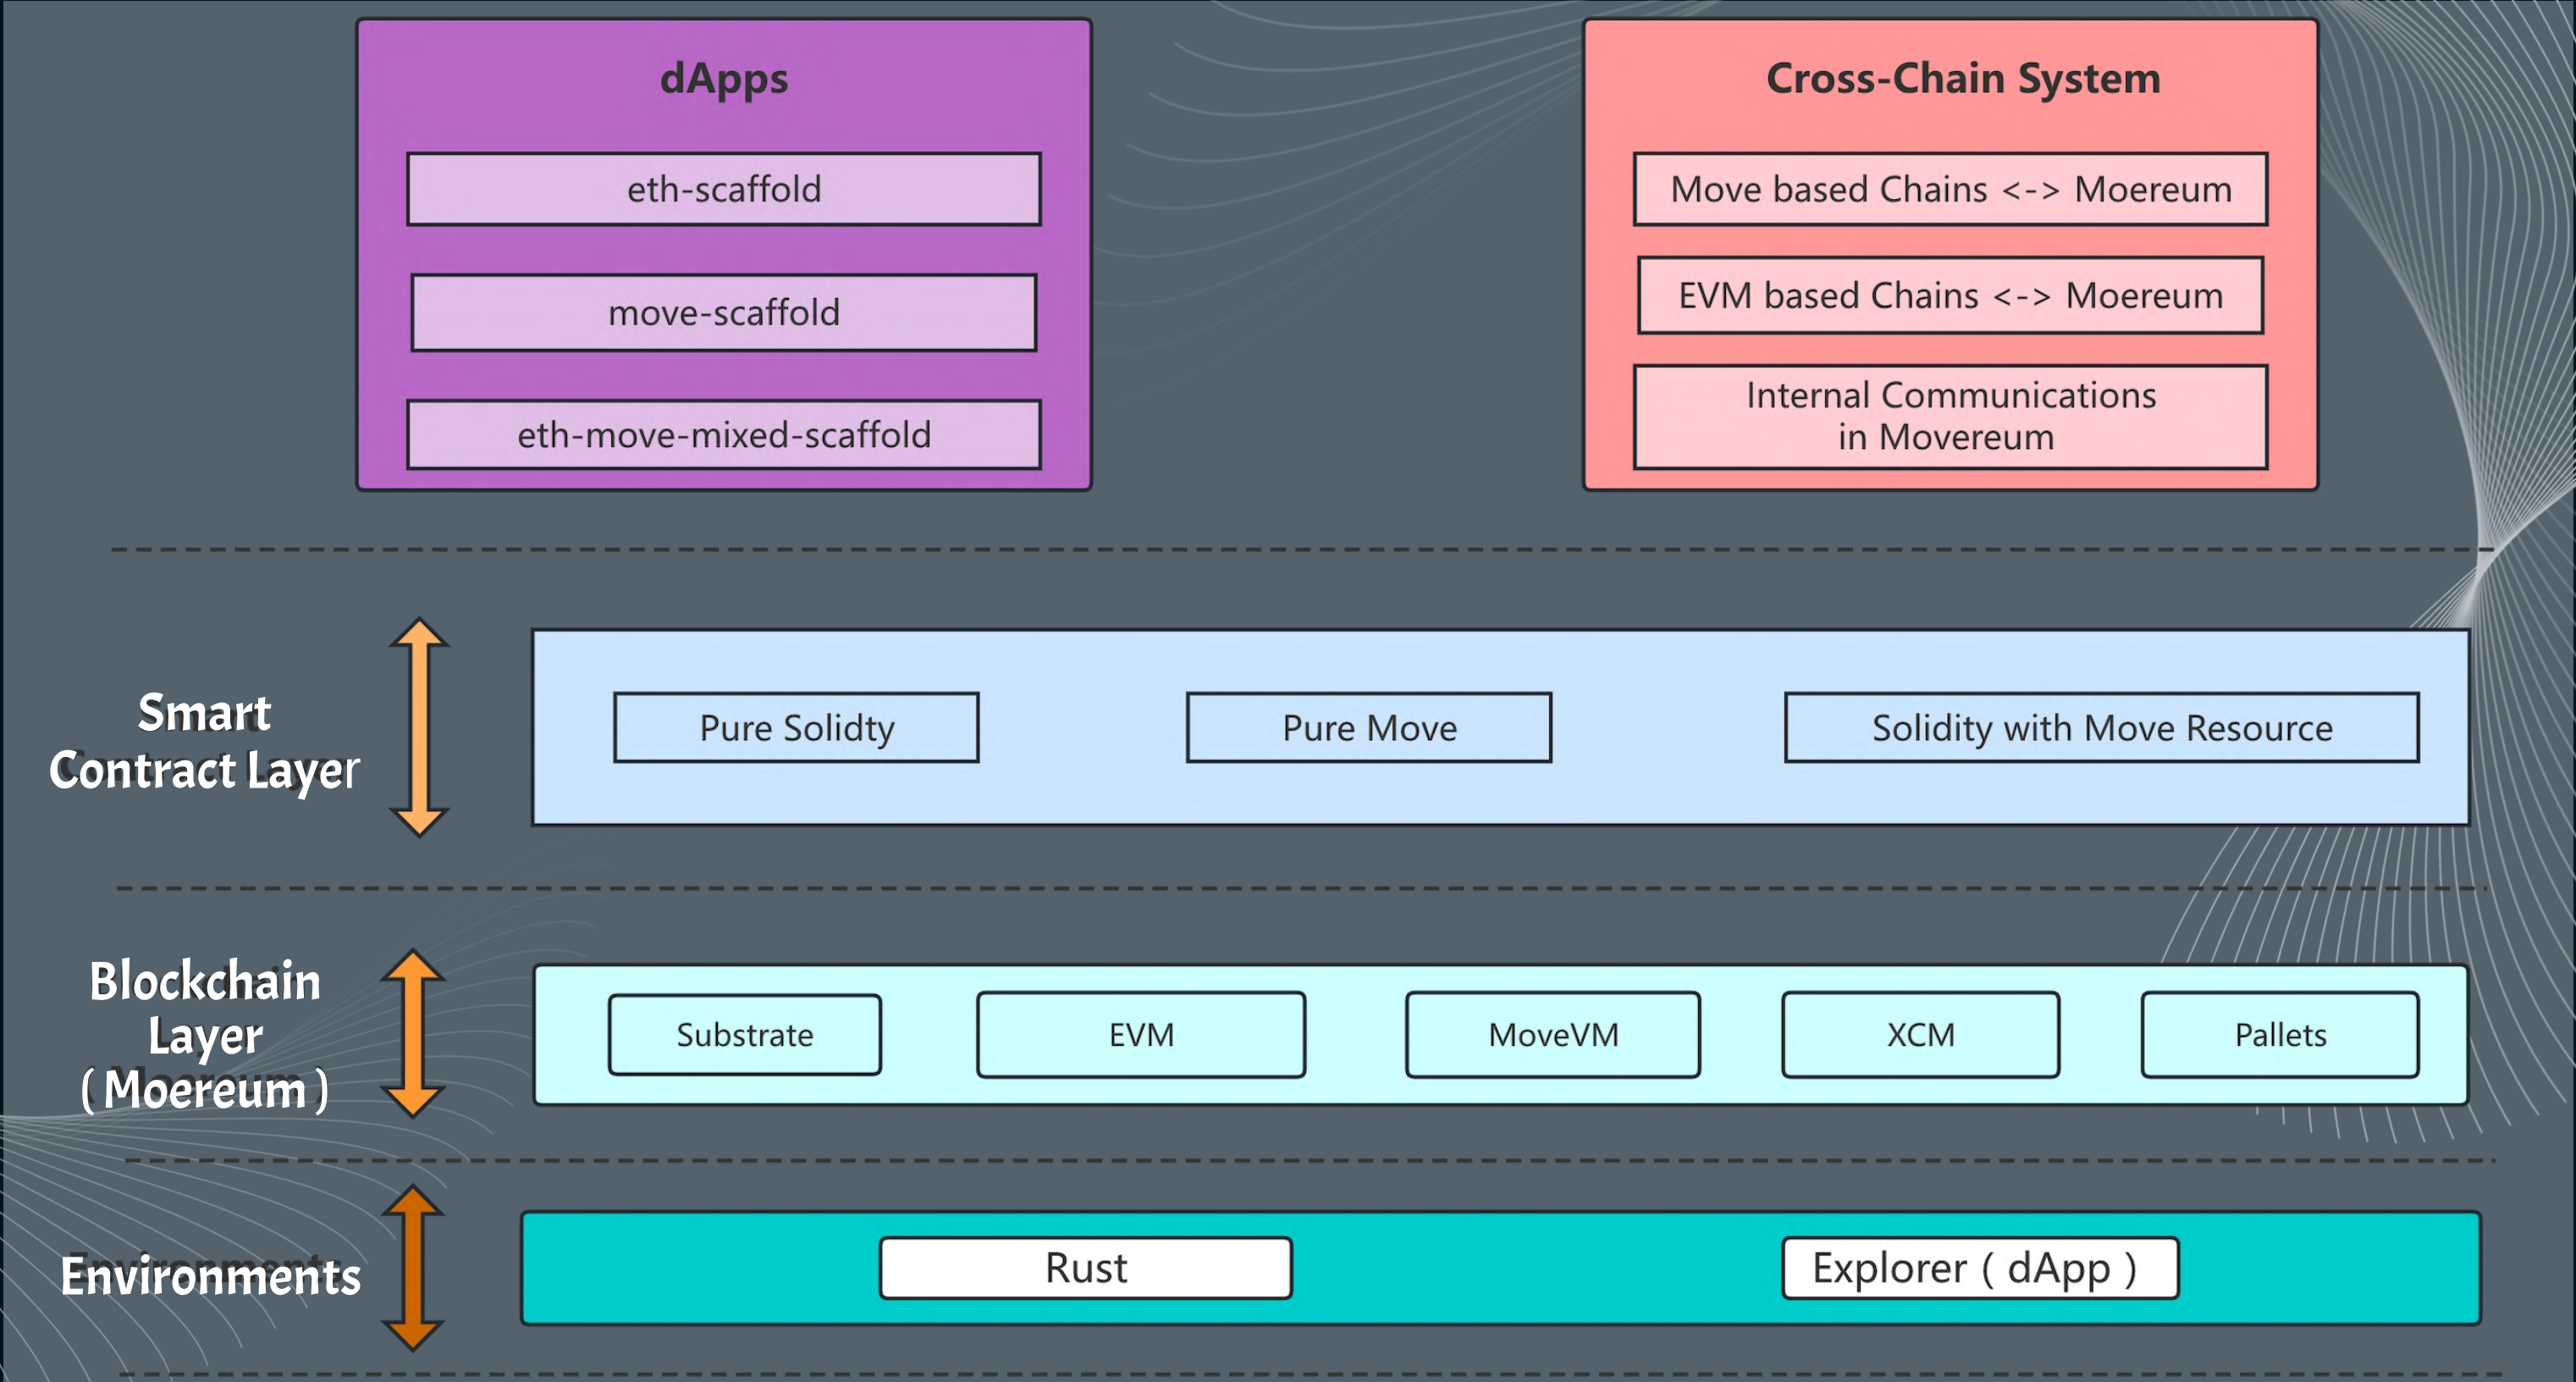 dApps
eth-scaffold
move-scaffold
eth-move-mixed-scaffold
Cross-Chain System
Move based Chains <-> Moereum
EVM based Chains <-> Moereum
Internal Communications
in Movereum
Smart
Contract Layer
Pure Solidty
Pure Move
Solidity with Move Resource
Blockchain
Layer
( Moereum )
Substrate
EVM
MoveVM
XCM
Pallets
Environments
Rust
Explorer ( dApp )